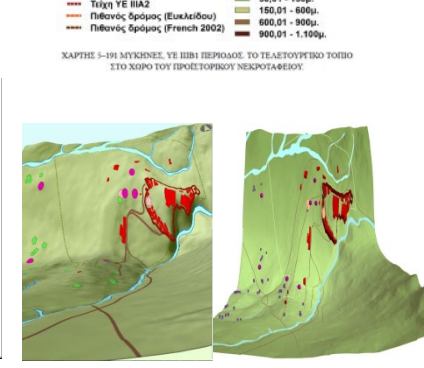 Τείχη ΥΕ ΙΙΙΑ2
Πιθανός δρόμος (Ευκλείδου)
Πιθανός δρόμος (French 2002)
150,01 - 600μ.
600,01 - 900μ.
900,01 - 1.100μ.
ΧΑΡΤΗΣ 5–191 ΜΥΚΗΝΕΣ, ΥΕ ΙΙΙΒ1 ΠΕΡΙΟΔΟΣ. ΤΟ ΤΕΛΕΤΟΥΡΓΙΚΟ ΤΟΠΙΟ
ΣΤΟ ΧΩΡΟ ΤΟΥ ΠΡΟΪΣΤΟΡΙΚΟΥ ΝΕΚΡΟΤΑΦΕΙΟΥ.